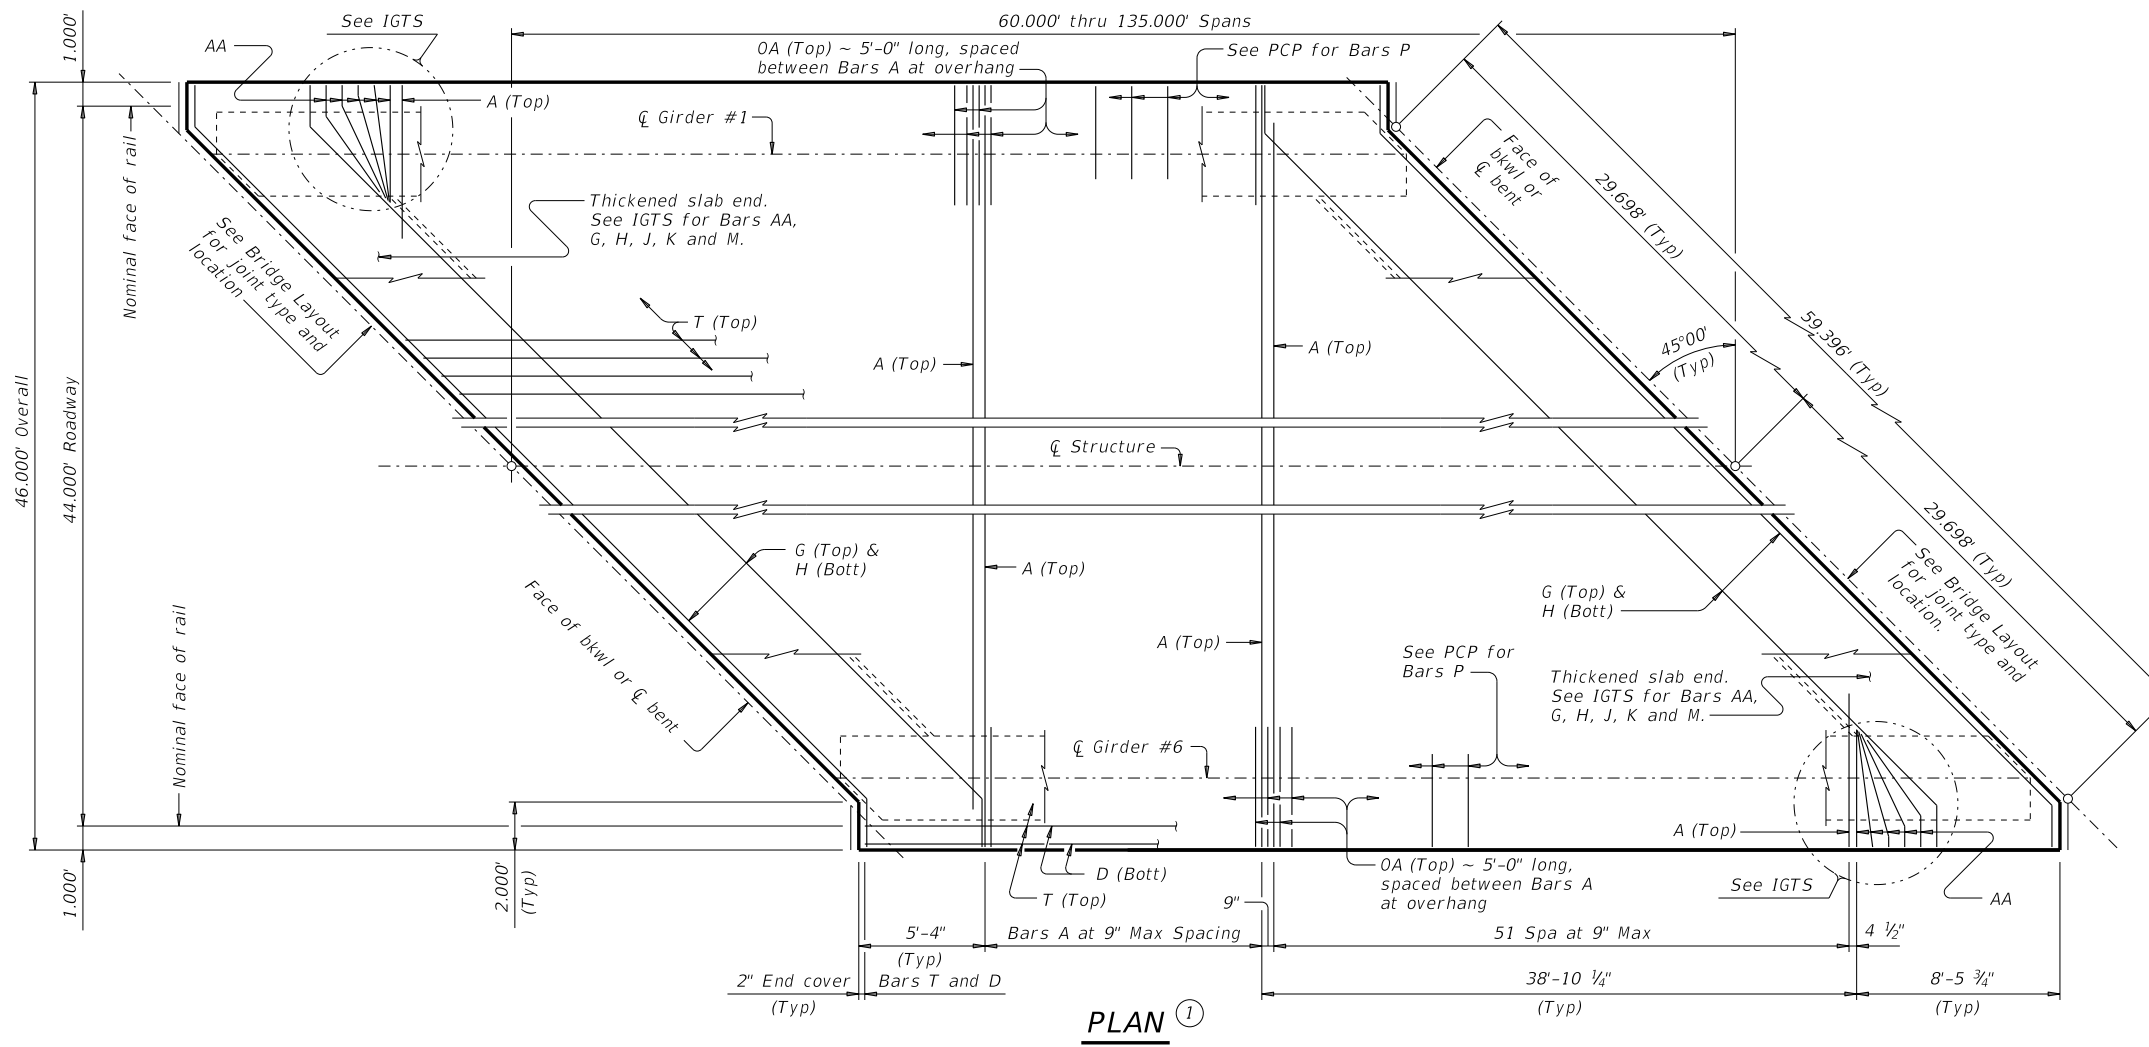 1.000'
See IGTS
AA
60.000' thru 135.000' Spans
OA (Top) ~ 5'-0" long, spaced
between Bars A at overhang
See PCP for Bars P
A (Top)
℄ Girder #1
Nominal face of rail
Thickened slab end.
See IGTS for Bars AA,
G, H, J, K and M.
See Bridge Layout
for joint type and
location
Face of
bkwl or
℄ bent
29.698' (Typ)
59.396' (Typ)
45°00'
(Typ)
T (Top)
A (Top)
A (Top)
46.000' Overall
44.000' Roadway
℄ Structure
29.698' (Typ)
G (Top) &
H (Bott)
A (Top)
G (Top) &
H (Bott)
See Bridge Layout
for joint type and
location.
Face of bkwl or ℄ bent
Nominal face of rail
A (Top)
See PCP for
Bars P
Thickened slab end.
See IGTS for Bars AA,
G, H, J, K and M.
℄ Girder #6
A (Top)
1.000'
2.000'
(Typ)
D (Bott)
T (Top)
OA (Top) ~ 5'-0" long,
spaced between Bars A
at overhang
See IGTS
AA
9"
5'-4"
(Typ)
Bars A at 9" Max Spacing
51 Spa at 9" Max
4 ½"
2" End cover
(Typ)
Bars T and D
38'-10 ¼"
(Typ)
8'-5 ¾"
(Typ)
PLAN 1